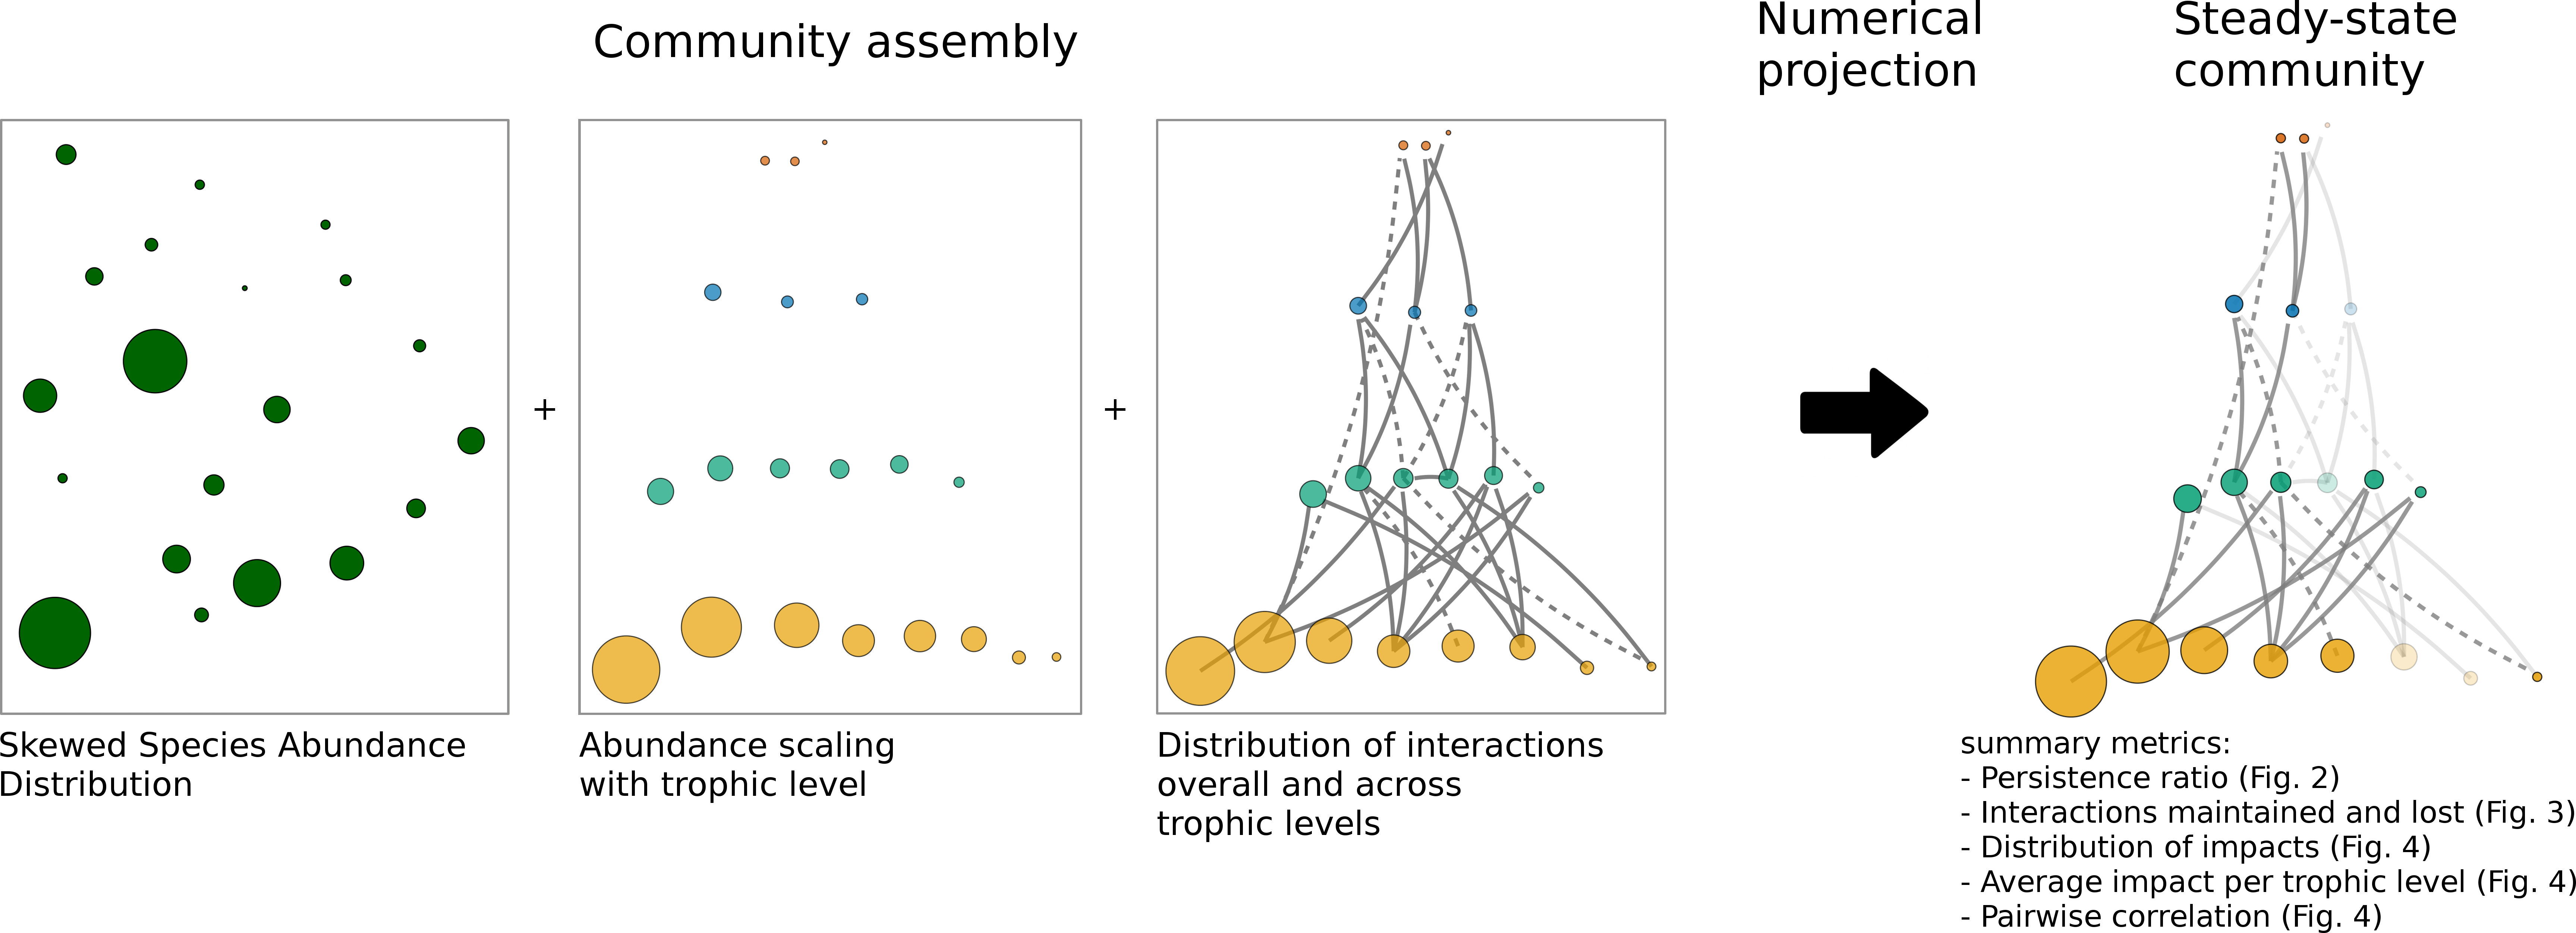 Community assembly
Numerical
projection
Steady-state
community
+
+
Skewed Species Abundance
Distribution
Abundance scaling
with trophic level
Distribution of interactions
overall and across
trophic levels
summary metrics:
- Persistence ratio (Fig. 2)
- Interactions maintained and lost (Fig. 3)
- Distribution of impacts (Fig. 4)
- Average impact per trophic level (Fig. 4)
- Pairwise correlation (Fig. 4)